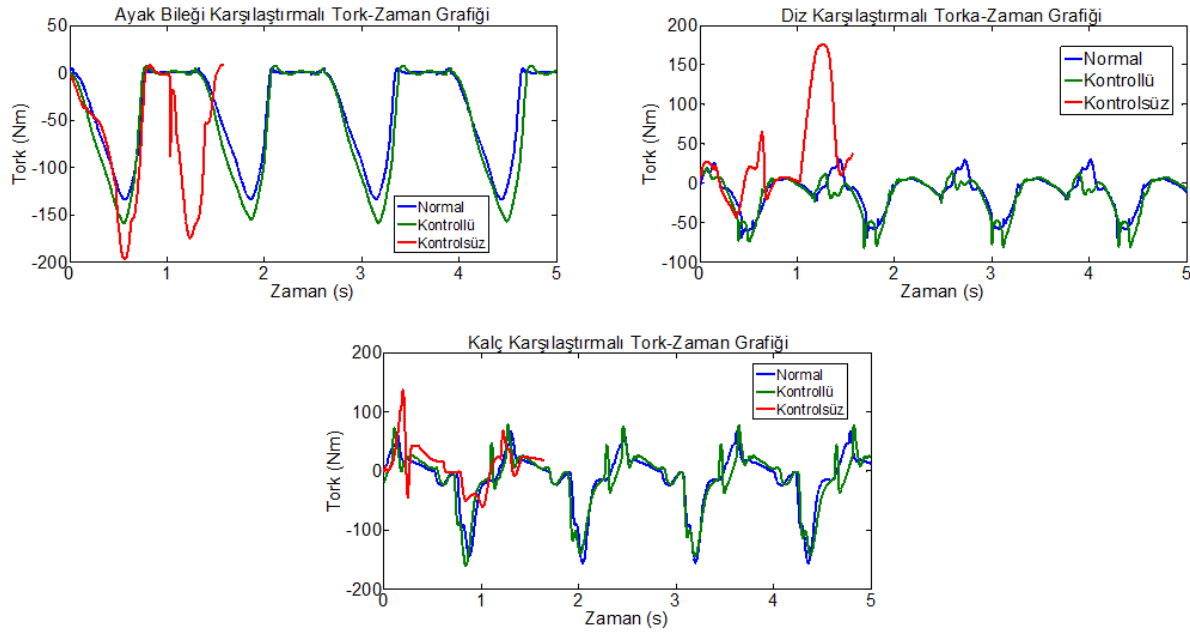 Ayak Bileği Karşılaştırmalı Tork-Zaman Grafiği
50
0
-50
-100
-150
-200
Tork (Nm)
Normal
Kontrollü
Kontrolsüz
0 1 2 3 4 5
Zaman (s)
Diz Karşılaştırmalı Torka-Zaman Grafiği
200
150
100
50
0
-50
-100
Tork (Nm)
Normal
Kontrollü
Kontrolsüz
0 1 2 3 4 5
Zaman (s)
Kalç Karşılaştırmalı Tork-Zaman Grafiği
200
100
0
-100
-200
Tork (Nm)
Normal
Kontrollü
Kontrolsüz
0 1 2 3 4 5
Zaman (s)